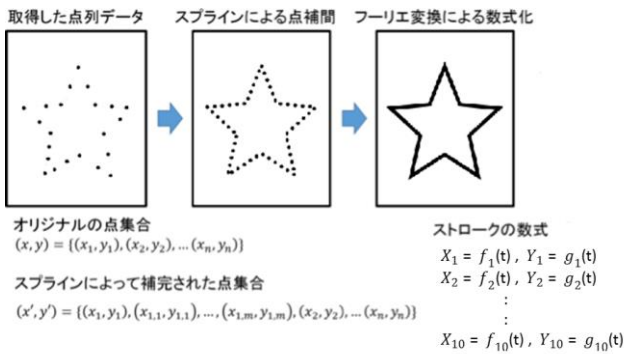 取得した点列データ
スプラインによる点補間
フーリエ変換による数式化
オリジナルの点集合
(x, y) = {(x₁, y₁), (x₂, y₂), … (xₙ, yₙ)}
スプラインによって補完された点集合
(x′, y′) = {(x₁, y₁), (x₁,₁, y₁,₁), … , (x₁,ₘ, y₁,ₘ), (x₂, y₂), … (xₙ, yₙ)}
ストロークの数式
X₁ = f₁(t) , Y₁ = g₁(t)
X₂ = f₂(t) , Y₂ = g₂(t)
:
:
X₁₀ = f₁₀(t) , Y₁₀ = g₁₀(t)